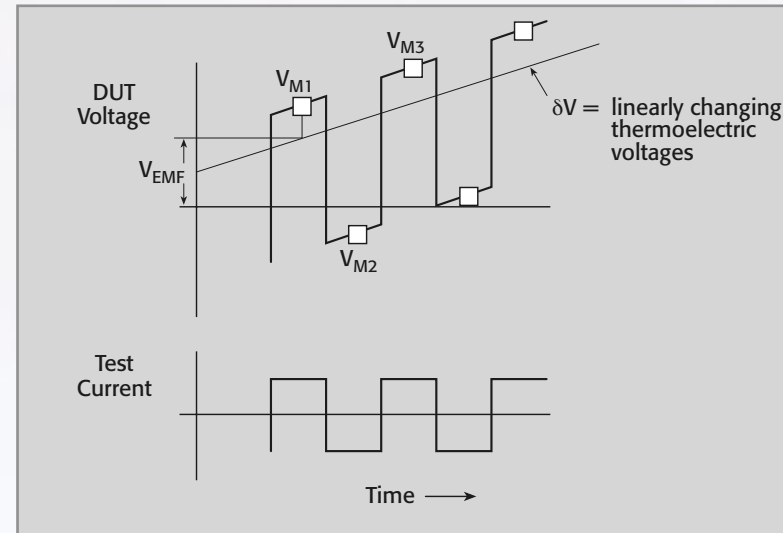 DUT
Voltage
V_M1
V_M3
δV = linearly changing
thermoelectric
voltages
V_EMF
V_M2
Test
Current
Time